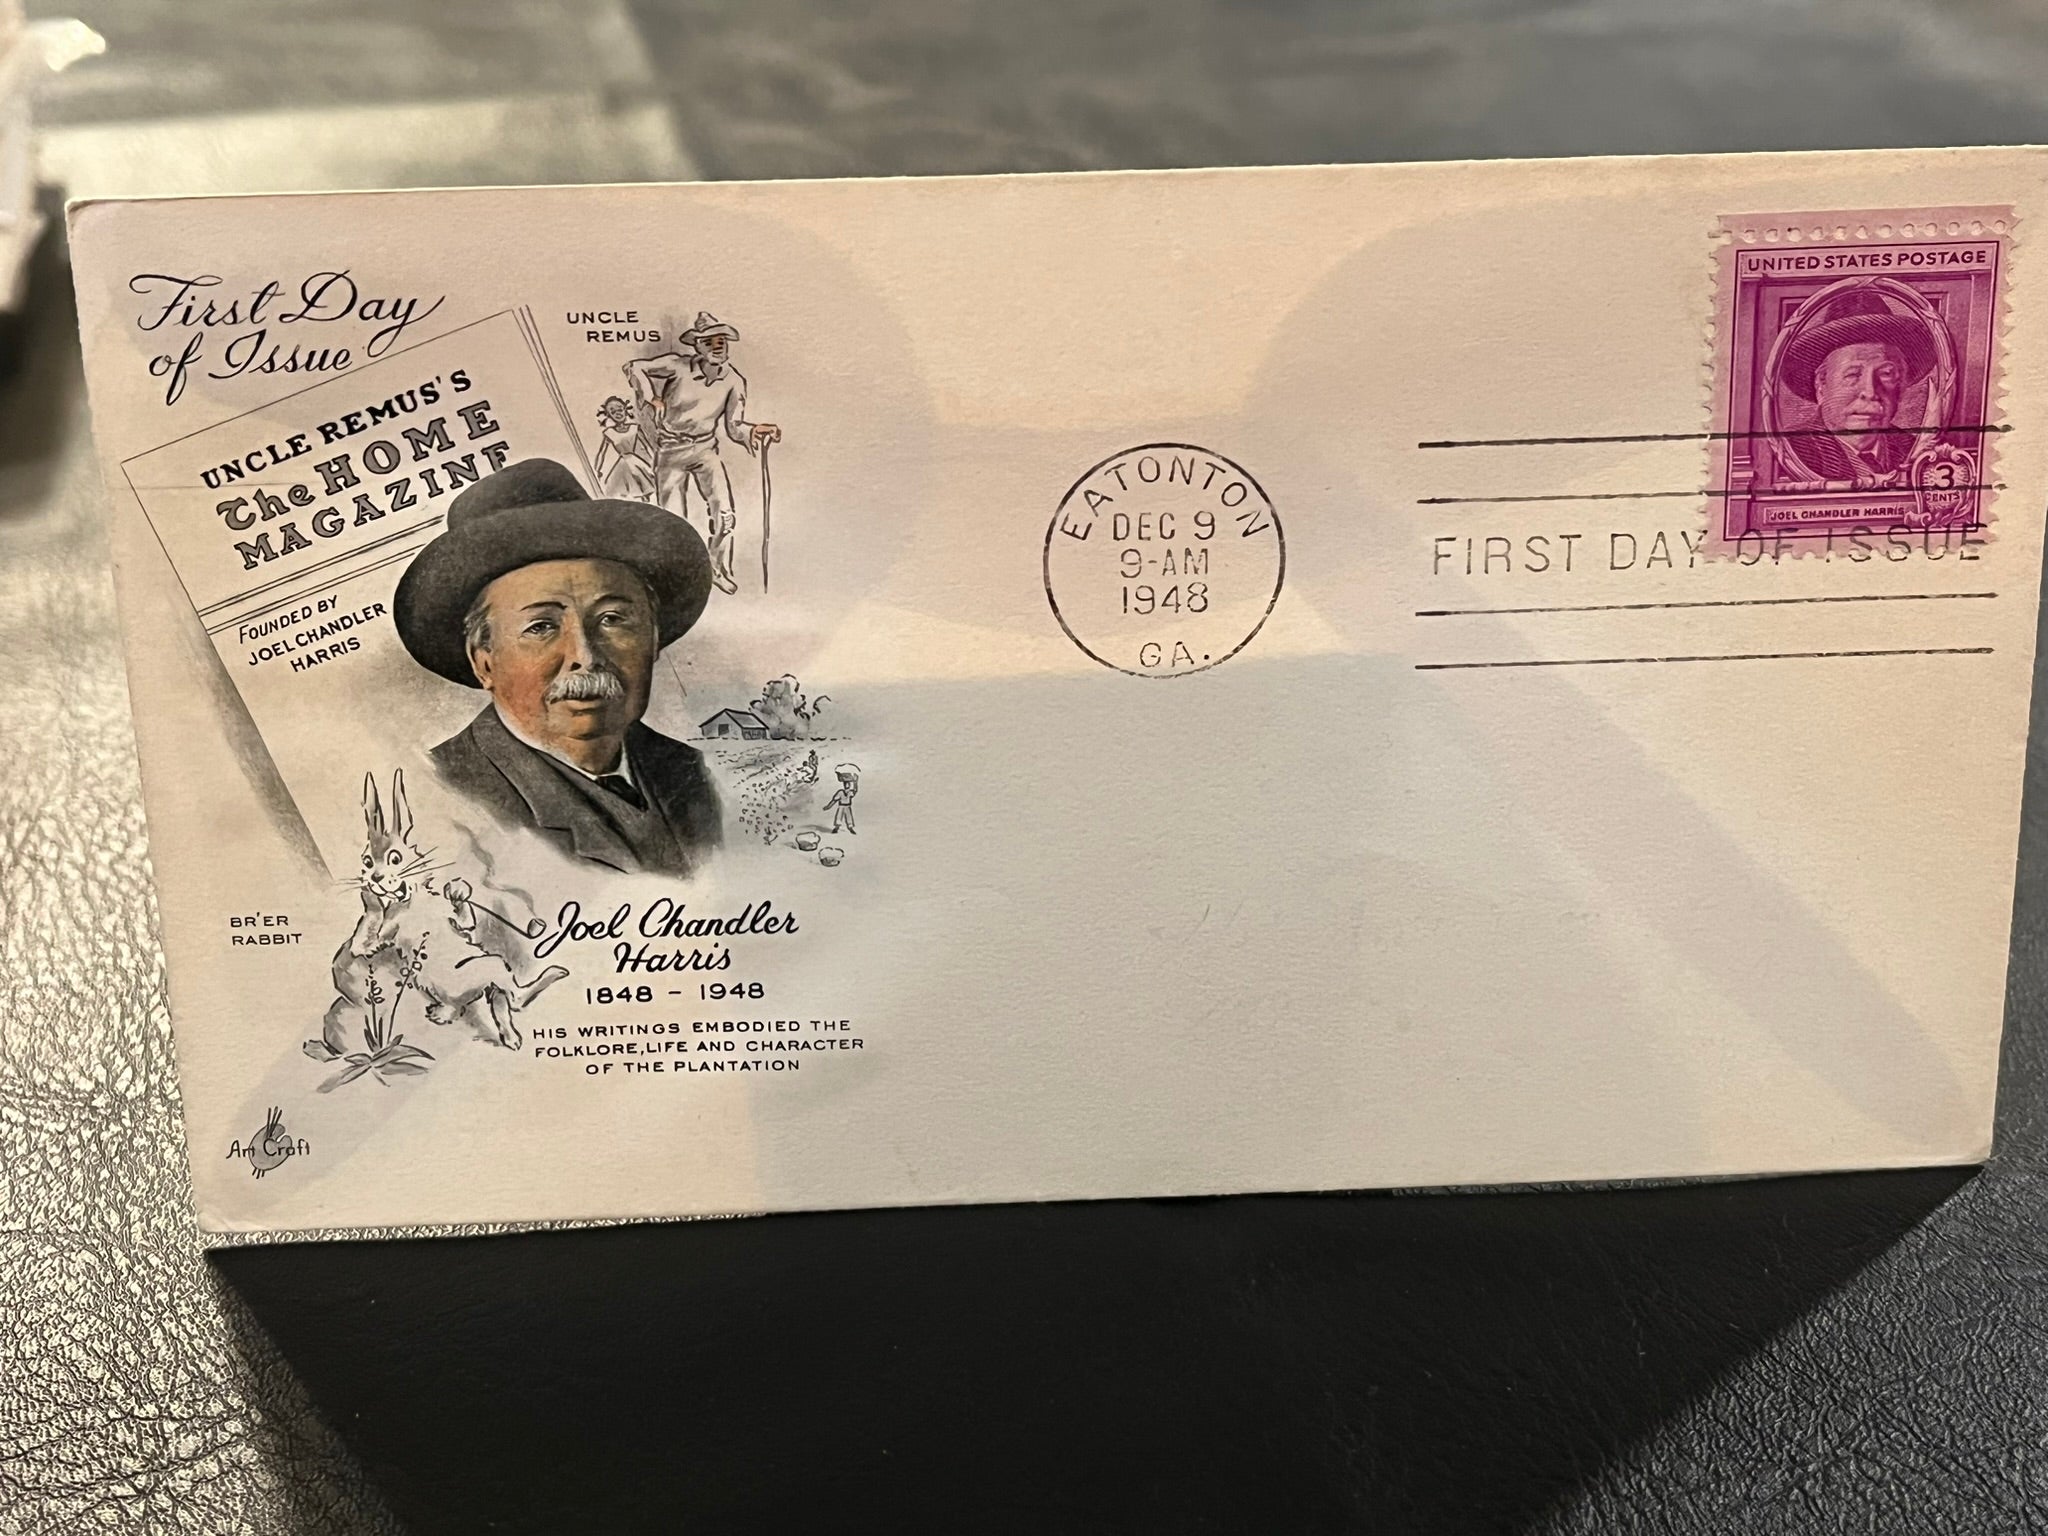 First Day
of Issue
UNCLE REMUS'S
The HOME
MAGAZINE
FOUNDED BY
JOEL CHANDLER
HARRIS
UNCLE
REMUS
BR'ER
RABBIT
Joel Chandler
Harris
1848 - 1948
HIS WRITINGS EMBODIED THE
FOLKLORE, LIFE AND CHARACTER
OF THE PLANTATION
Art Craft
EATONTON
DEC 9
9-AM
1948
GA.
UNITED STATES POSTAGE
3
CENTS
JOEL CHANDLER HARRIS
FIRST DAY OF ISSUE